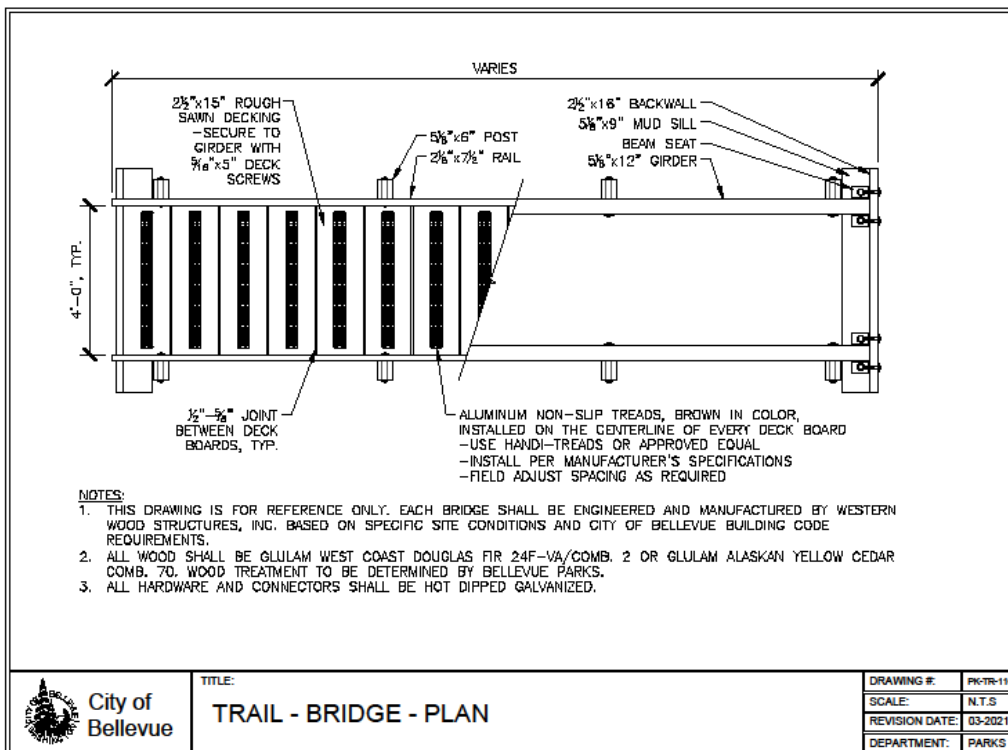 VARIES
2½"x15" ROUGH
SAWN DECKING
-SECURE TO
GIRDER WITH
5/16"x5" DECK
SCREWS
5⅛"x6" POST
2⅛"x7½" RAIL
2½"x16" BACKWALL
5⅛"x9" MUD SILL
BEAM SEAT
5⅛"x12" GIRDER
4'-0", TYP.
½"-⅝" JOINT
BETWEEN DECK
BOARDS, TYP.
ALUMINUM NON-SLIP TREADS, BROWN IN COLOR,
INSTALLED ON THE CENTERLINE OF EVERY DECK BOARD
-USE HANDI-TREADS OR APPROVED EQUAL
-INSTALL PER MANUFACTURER'S SPECIFICATIONS
-FIELD ADJUST SPACING AS REQUIRED
NOTES:
1. THIS DRAWING IS FOR REFERENCE ONLY. EACH BRIDGE SHALL BE ENGINEERED AND MANUFACTURED BY WESTERN
WOOD STRUCTURES, INC. BASED ON SPECIFIC SITE CONDITIONS AND CITY OF BELLEVUE BUILDING CODE
REQUIREMENTS.
2. ALL WOOD SHALL BE GLULAM WEST COAST DOUGLAS FIR 24F-VA/COMB. 2 OR GLULAM ALASKAN YELLOW CEDAR
COMB. 70. WOOD TREATMENT TO BE DETERMINED BY BELLEVUE PARKS.
3. ALL HARDWARE AND CONNECTORS SHALL BE HOT DIPPED GALVANIZED.
City of
Bellevue
TITLE:
TRAIL - BRIDGE - PLAN
DRAWING #: PK-TR-11
SCALE: N.T.S
REVISION DATE: 03-2021
DEPARTMENT: PARKS